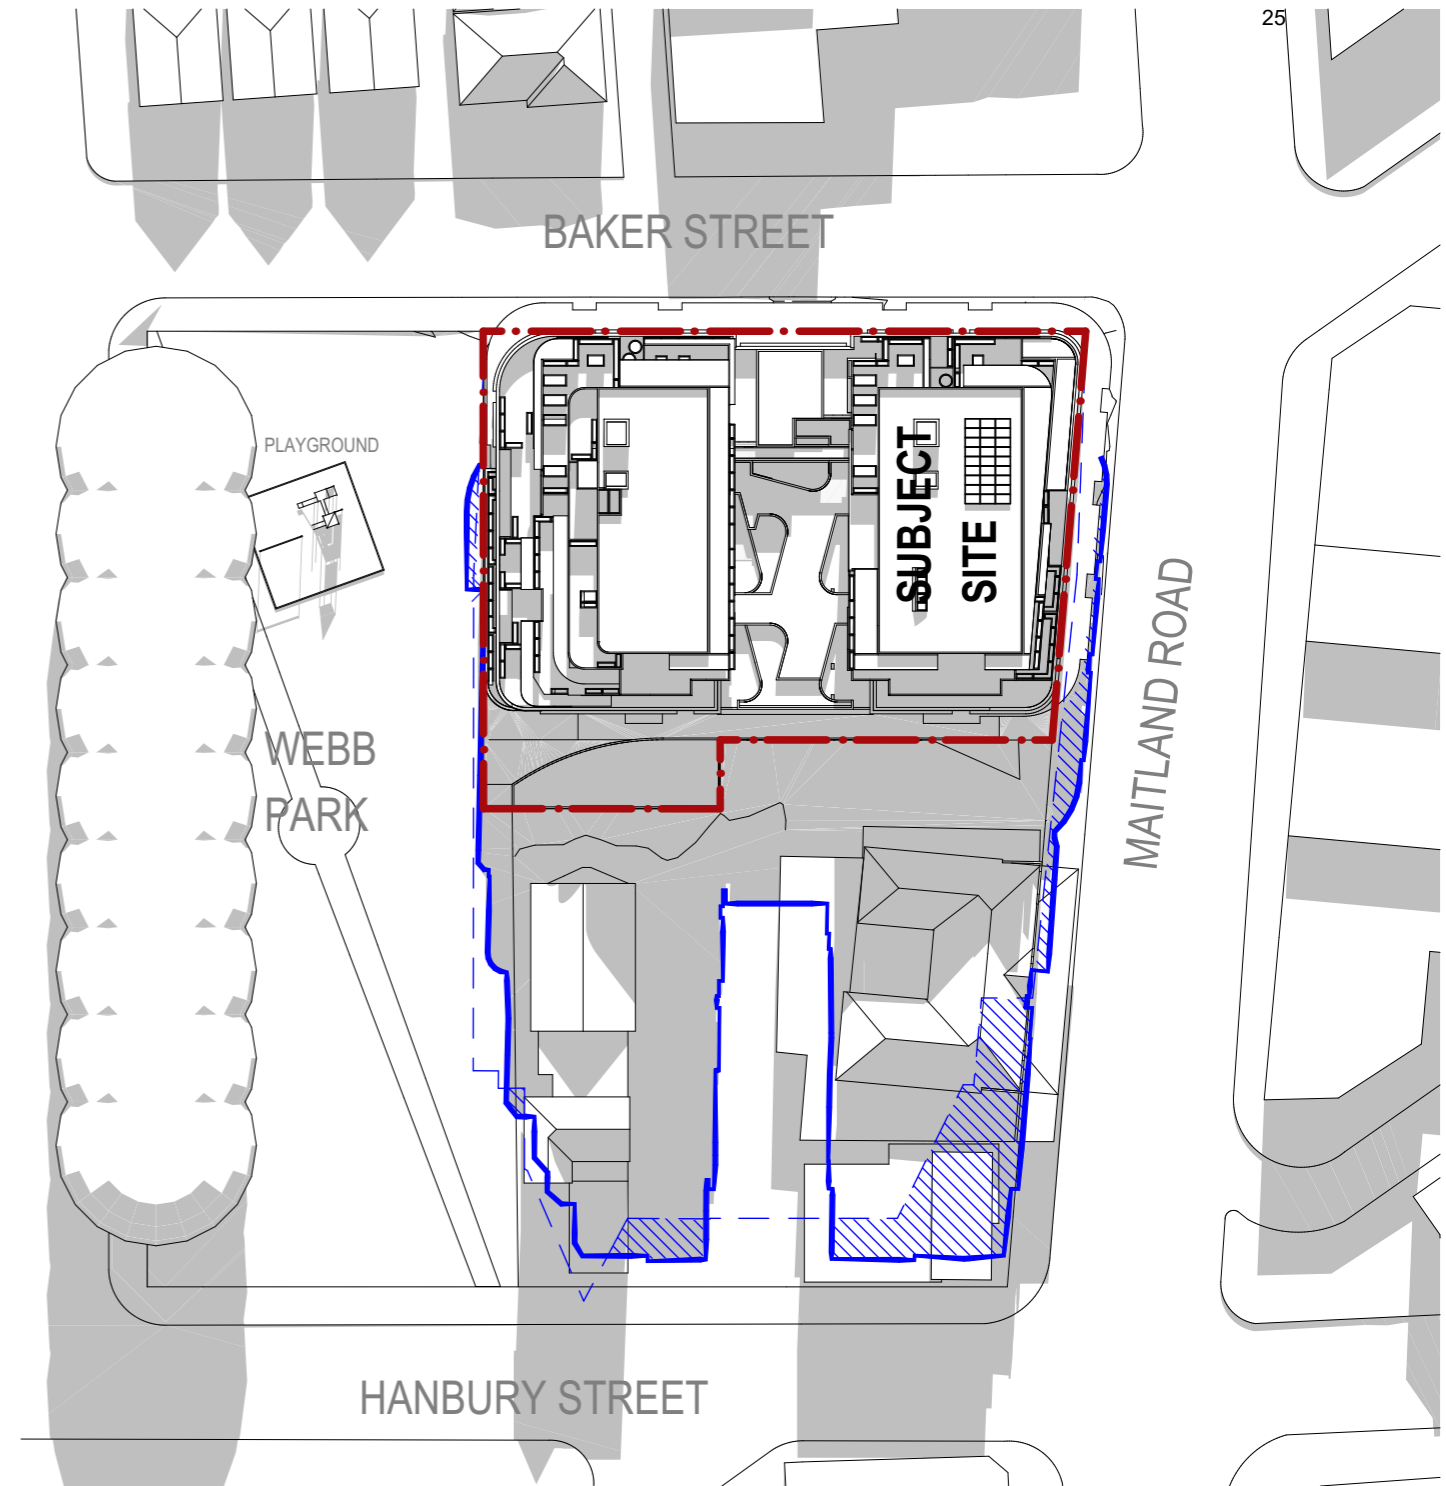 25
BAKER STREET
PLAYGROUND
SUBJECT
SITE
WEBB
PARK
MAITLAND ROAD
HANBURY STREET